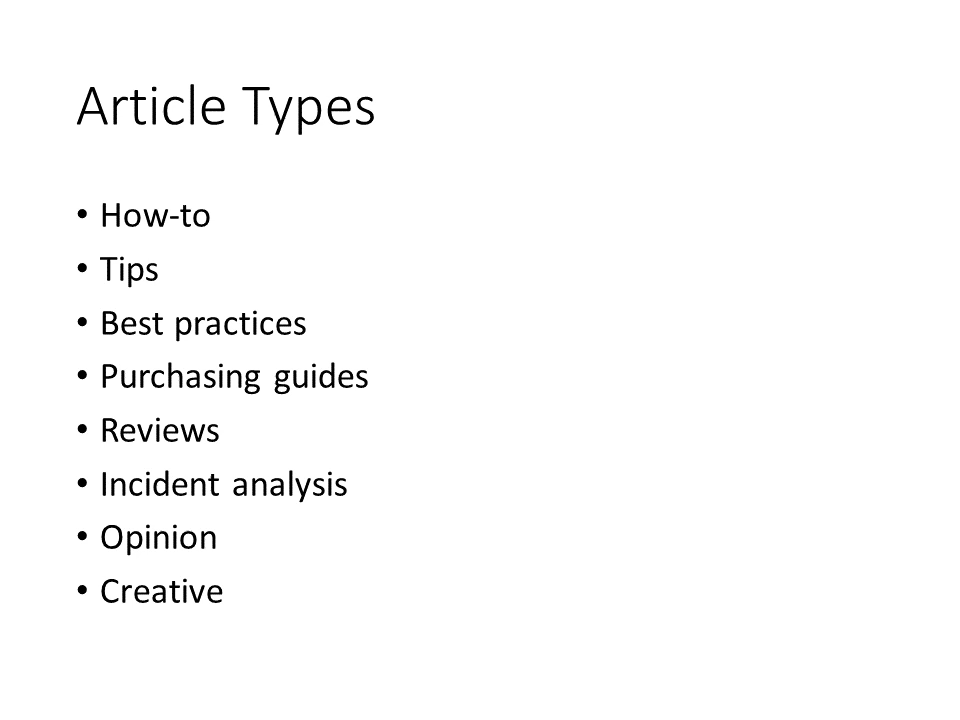 Article Types
• How-to
• Tips
• Best practices
• Purchasing guides
• Reviews
• Incident analysis
• Opinion
• Creative